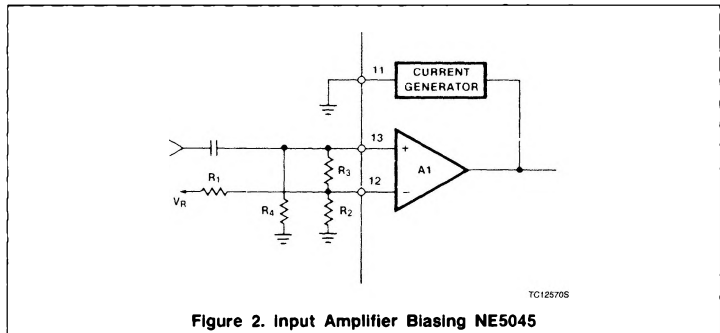 11
CURRENT
GENERATOR
13
+
A1
R3
12
−
R1
VR
R4
R2
TC12570S
Figure 2. Input Amplifier Biasing NE5045